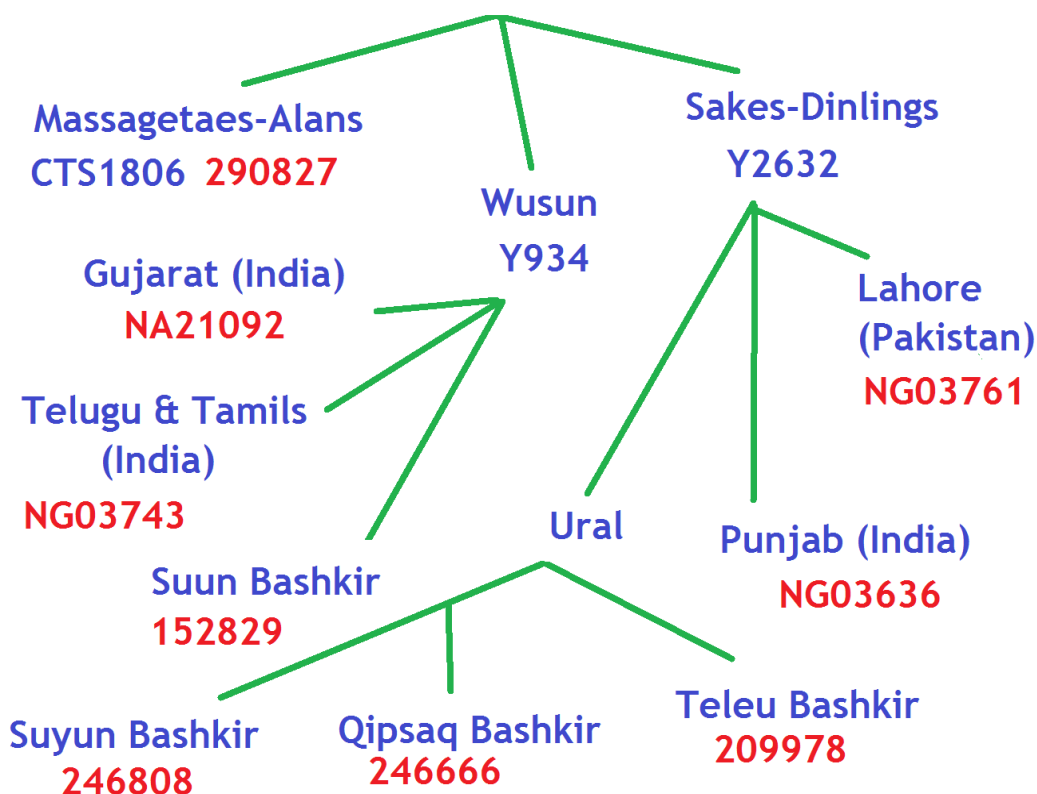 Massagetaes-Alans
CTS1806 290827
Sakes-Dinlings
Y2632
Wusun
Y934
Gujarat (India)
NA21092
Lahore
(Pakistan)
NG03761
Telugu & Tamils
(India)
NG03743
Ural
Punjab (India)
NG03636
Suun Bashkir
152829
Suyun Bashkir
246808
Qipsaq Bashkir
246666
Teleu Bashkir
209978